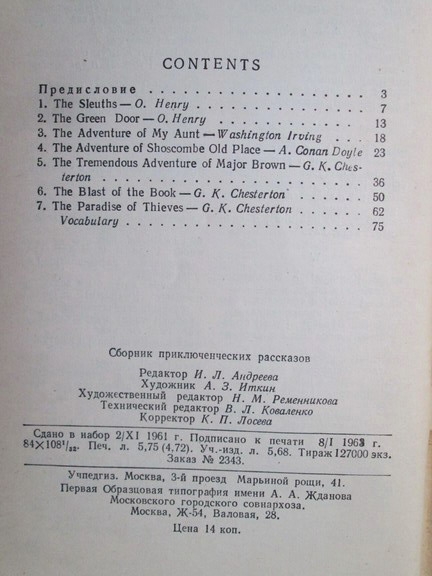 CONTENTS
Предисловие . . . . . . . . . . . . . . . . . 3
1. The Sleuths — O. Henry . . . . . . . . . . . . 7
2. The Green Door — O. Henry . . . . . . . . . . . 13
3. The Adventure of My Aunt — Washington Irving . . . 18
4. The Adventure of Shoscombe Old Place — A. Conan Doyle 23
5. The Tremendous Adventure of Major Brown — G. K. Ches-
terton . . . . . . . . . . . . . . . . . . . . 36
6. The Blast of the Book — G. K. Chesterton . . . . . . 50
7. The Paradise of Thieves — G. K. Chesterton . . . . . . 62
Vocabulary . . . . . . . . . . . . . . . . . 75
Сборник приключенческих рассказов
Редактор И. Л. Андреева
Художник А. З. Иткин
Художественный редактор Н. М. Ременникова
Технический редактор В. Л. Коваленко
Корректор К. П. Лосева
Сдано в набор 2/XI 1961 г. Подписано к печати 8/I 1963 г.
84×108¹/₃₂. Печ. л. 5,75 (4,72). Уч.-изд. л. 5,68. Тираж 127000 экз.
Заказ № 2343.
Учпедгиз. Москва, 3-й проезд Марьиной рощи, 41.
Первая Образцовая типография имени А. А. Жданова
Московского городского совнархоза.
Москва, Ж-54, Валовая, 28.
Цена 14 коп.